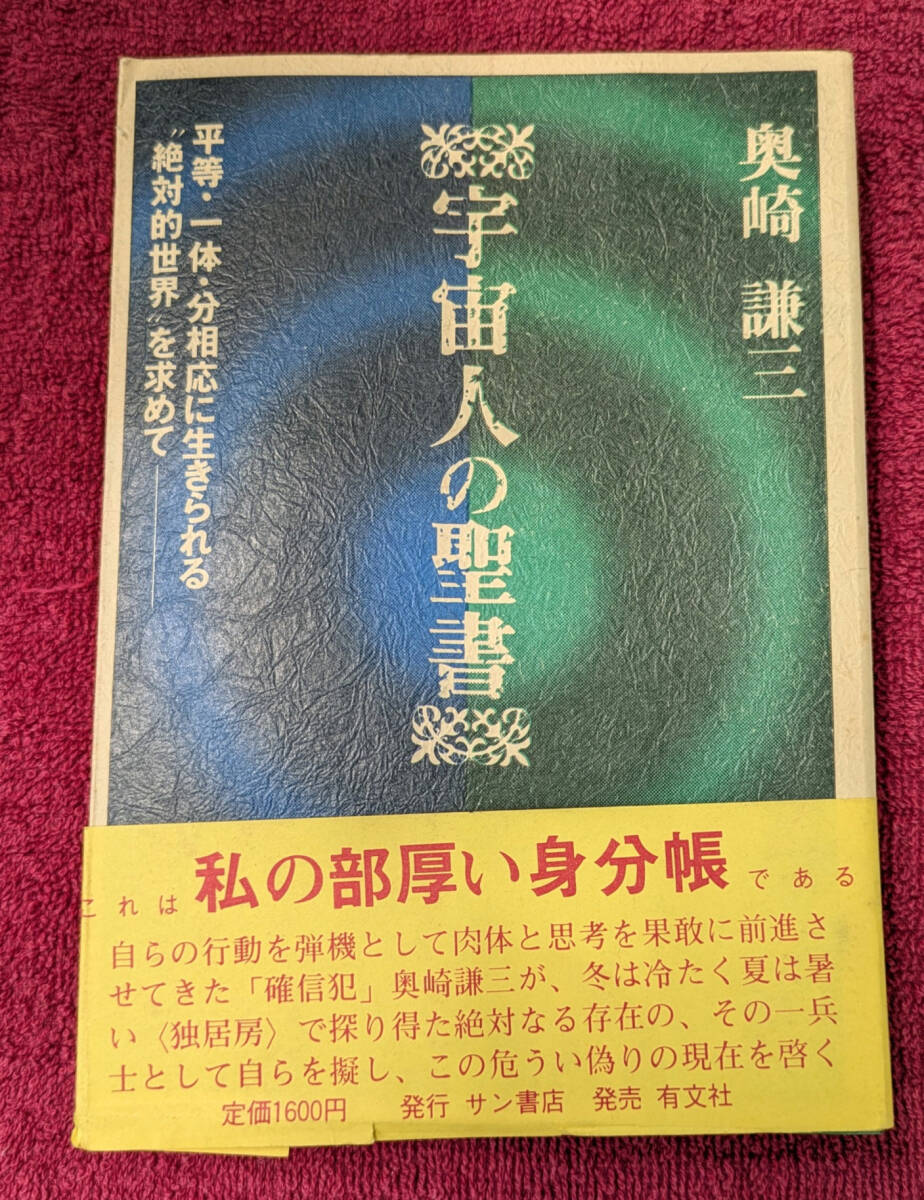 奥崎 謙三
宇宙人の聖書
平等・一体・分相応に生きられる
〝絶対的世界〟を求めて――
これは 私の部厚い身分帳 である
自らの行動を弾機として肉体と思考を果敢に前進さ
せてきた「確信犯」奥崎謙三が、冬は冷たく夏は暑
い〈独居房〉で探り得た絶対なる存在の、その一兵
士として自らを擬し、この危うい偽りの現在を啓く
定価1600円 発行 サン書店 発売 有文社